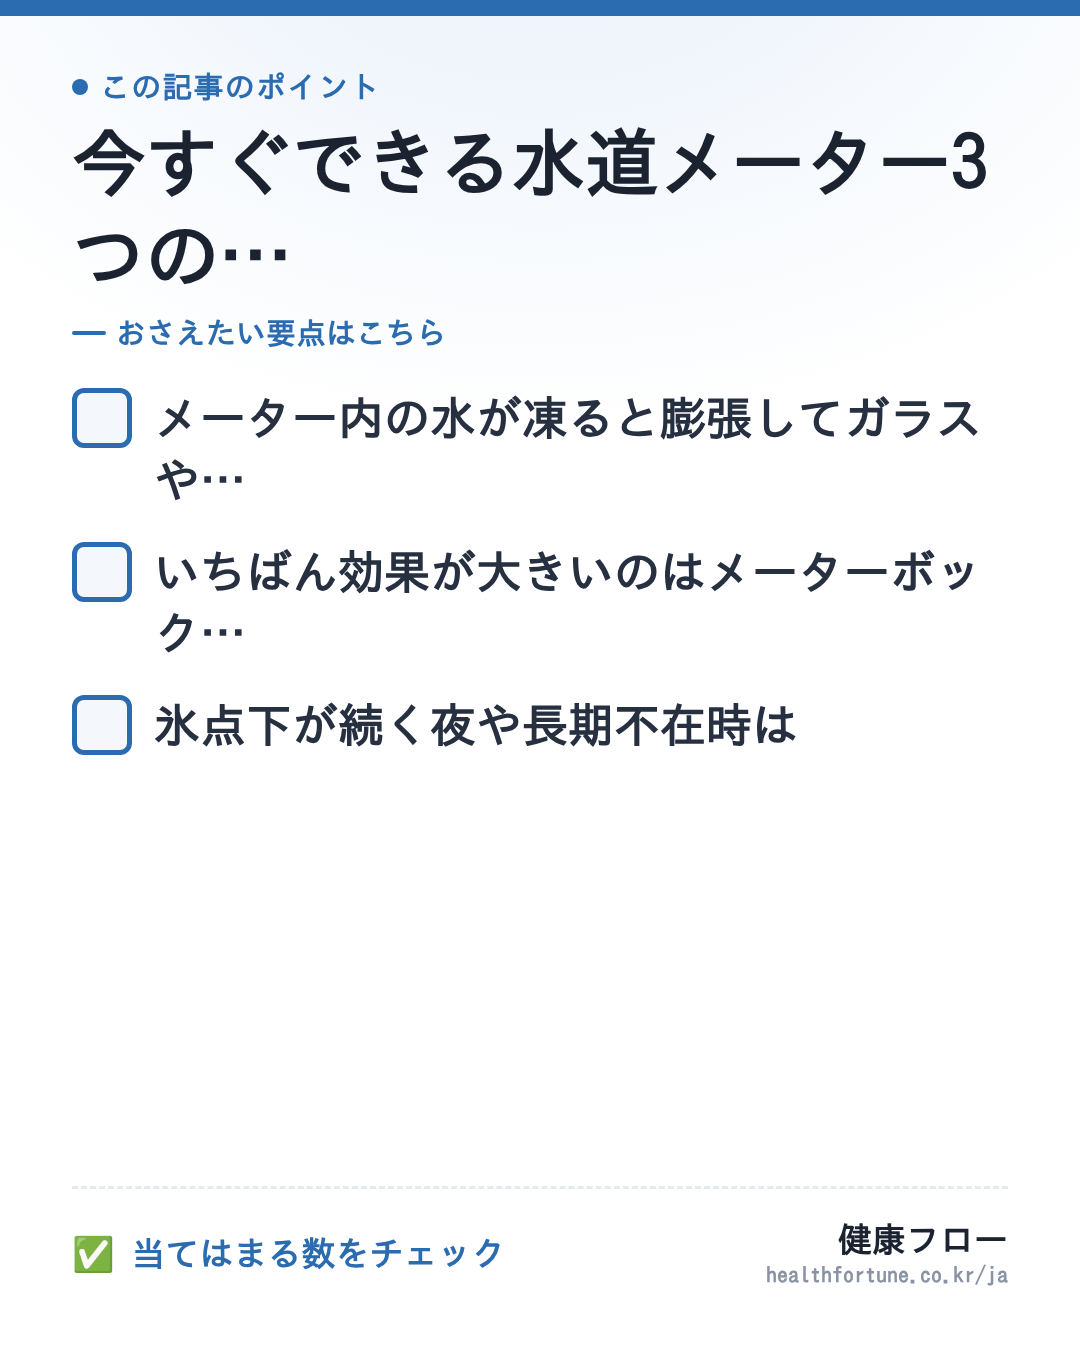 この記事のポイント
今すぐできる水道メーター3
つの…
おさえたい要点はこちら
メーター内の水が凍ると膨張してガラス
や…
いちばん効果が大きいのはメーターボッ
ク…
氷点下が続く夜や長期不在時は
✅ 当てはまる数をチェック
健康フロー
healthfortune.co.kr/ja